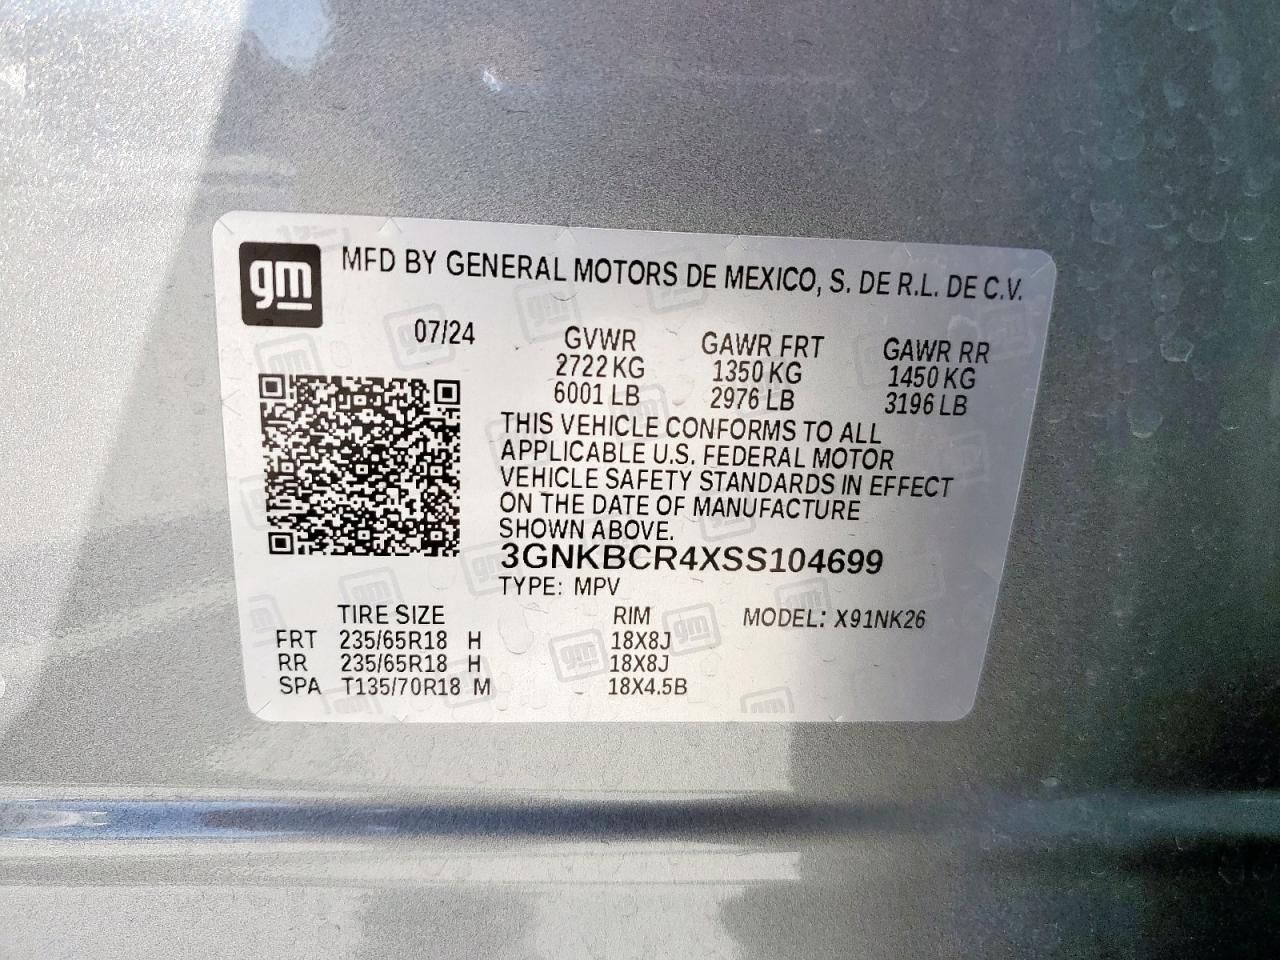 gm
MFD BY GENERAL MOTORS DE MEXICO, S. DE R.L. DE C.V.
07/24 GVWR GAWR FRT GAWR RR
2722 KG 1350 KG 1450 KG
6001 LB 2976 LB 3196 LB
THIS VEHICLE CONFORMS TO ALL
APPLICABLE U.S. FEDERAL MOTOR
VEHICLE SAFETY STANDARDS IN EFFECT
ON THE DATE OF MANUFACTURE
SHOWN ABOVE.
3GNKBCR4XSS104699
TYPE: MPV
TIRE SIZE RIM MODEL: X91NK26
FRT 235/65R18 H 18X8J
RR 235/65R18 H 18X8J
SPA T135/70R18 M 18X4.5B